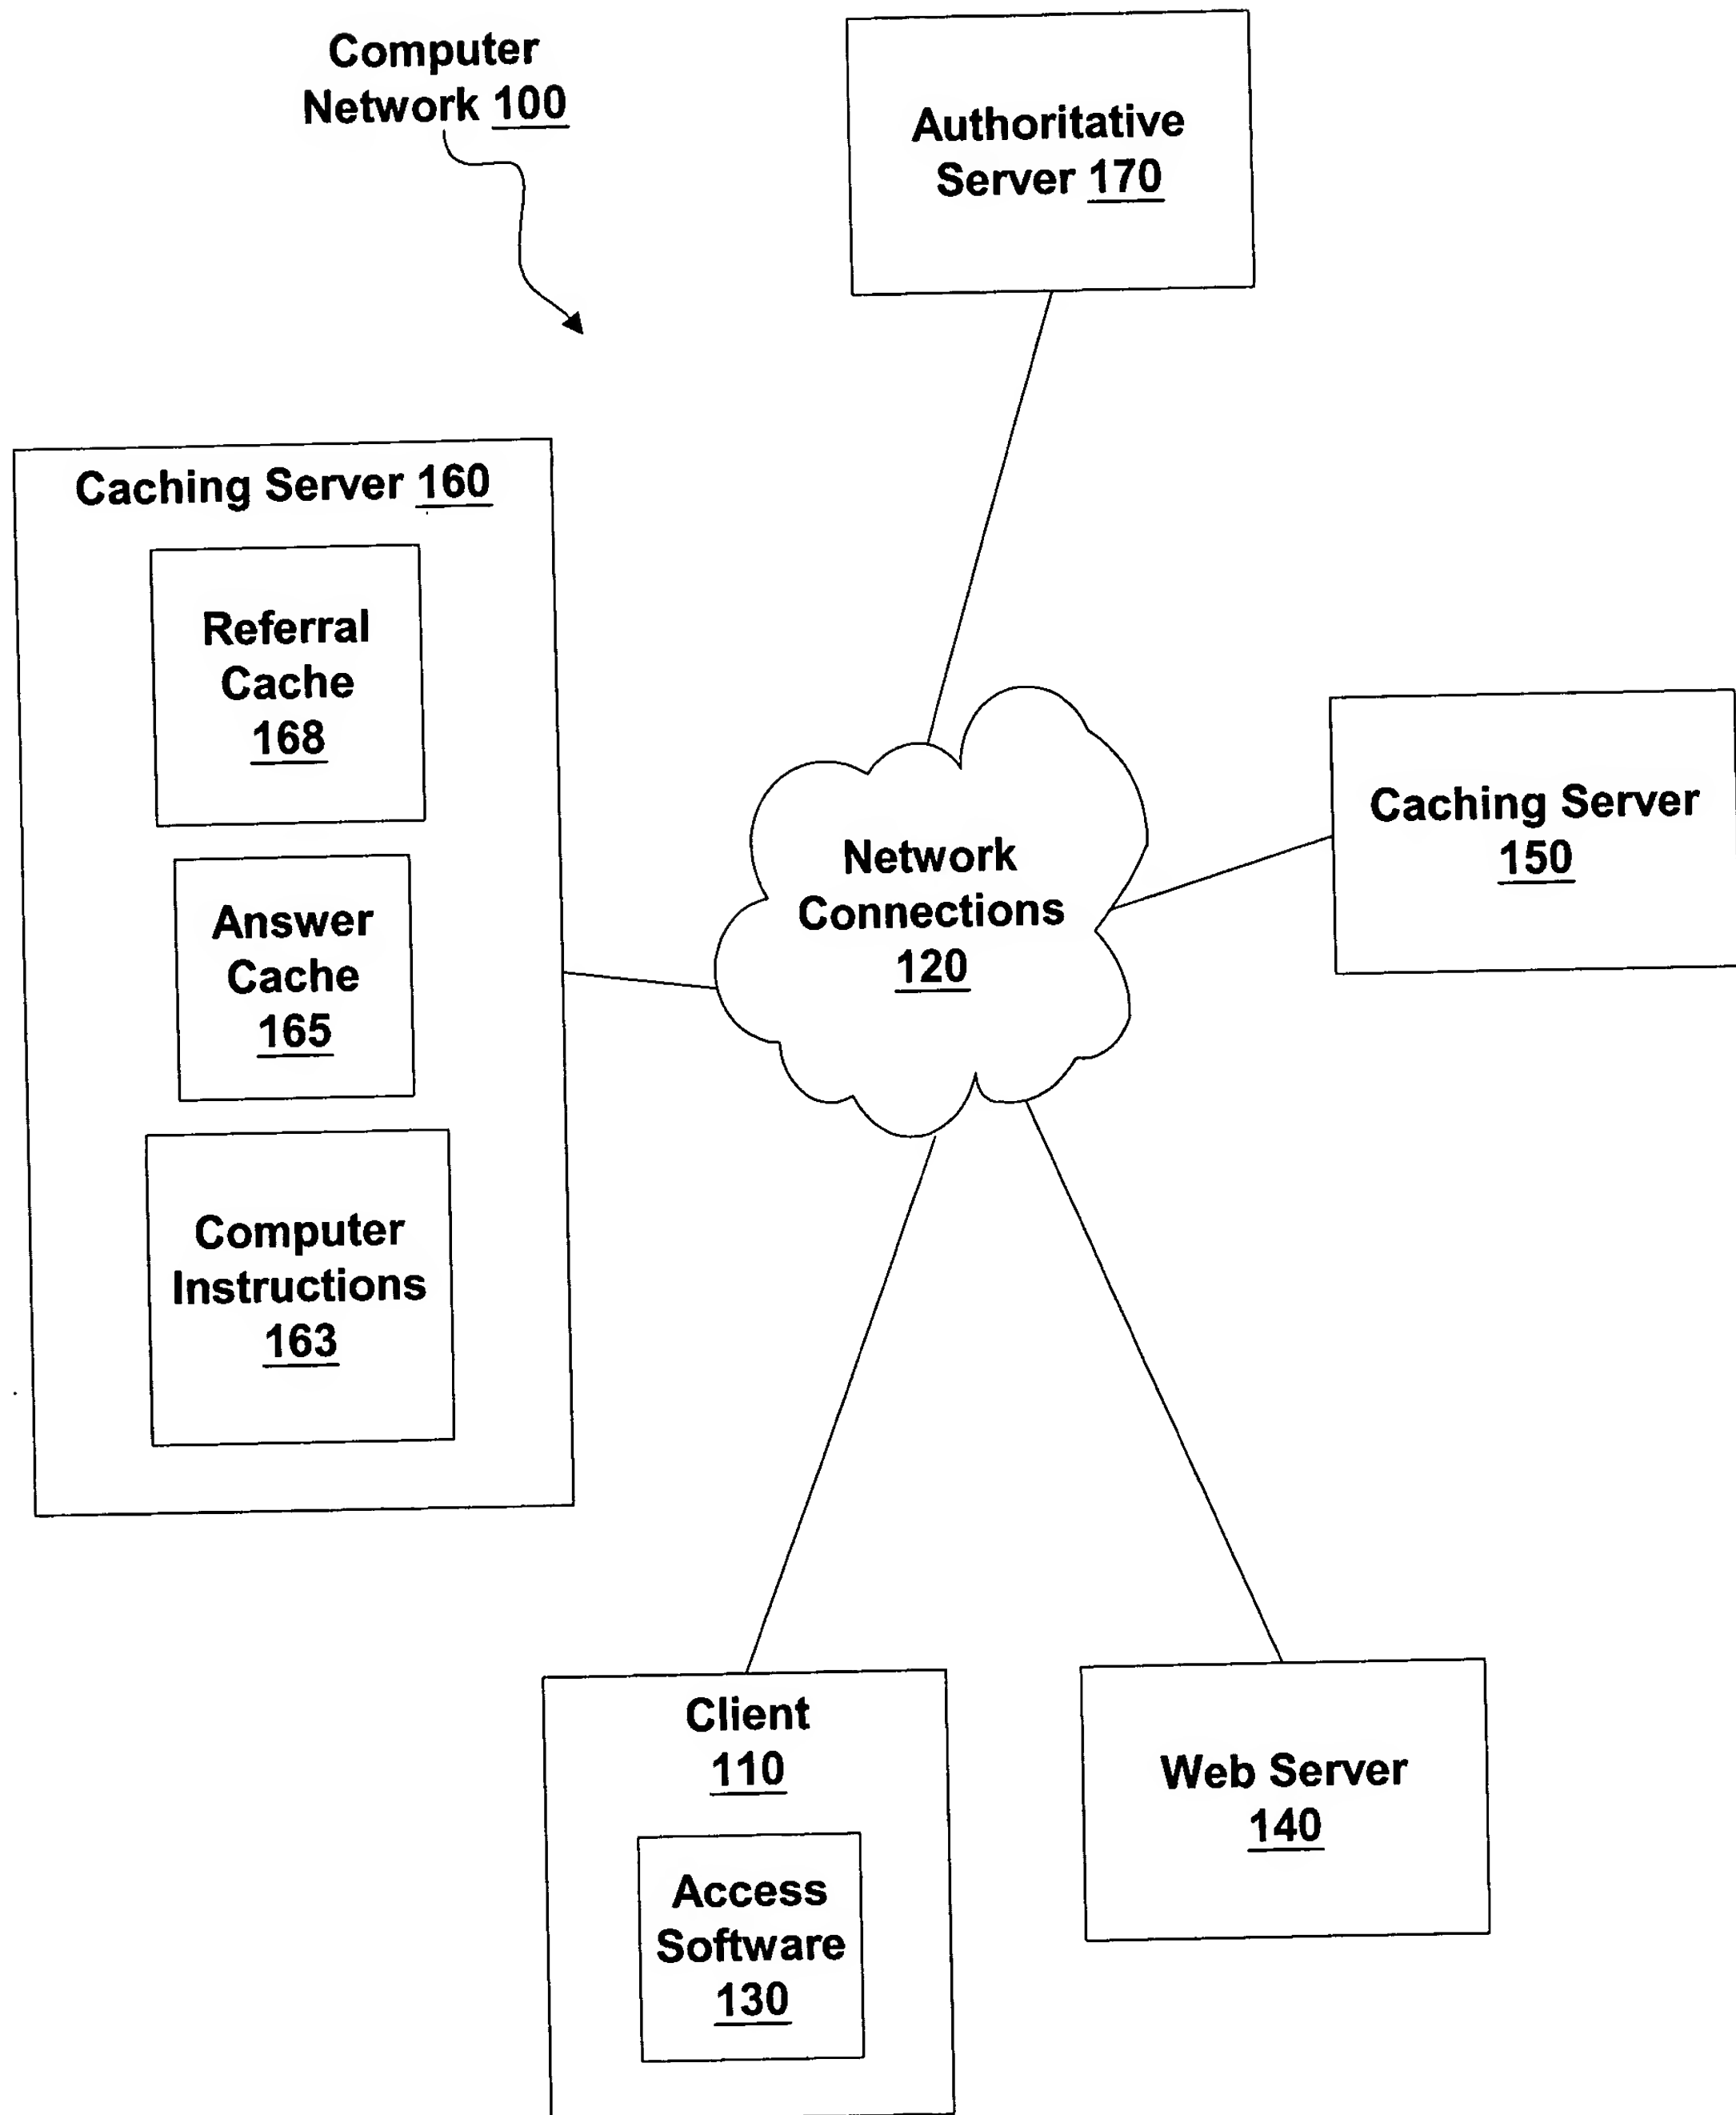 Computer
Network 100
Authoritative
Server 170
Caching Server 160
Referral
Cache
168
Answer
Cache
165
Computer
Instructions
163
Network
Connections
120
Caching Server
150
Client
110
Access
Software
130
Web Server
140